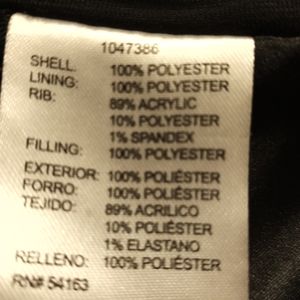 1047386
SHELL: 100% POLYESTER
LINING: 100% POLYESTER
RIB: 89% ACRYLIC
10% POLYESTER
1% SPANDEX
FILLING: 100% POLYESTER
EXTERIOR: 100% POLIÉSTER
FORRO: 100% POLIÉSTER
TEJIDO: 89% ACRILICO
10% POLIÉSTER
1% ELASTANO
RELLENO: 100% POLIÉSTER
RN# 54163